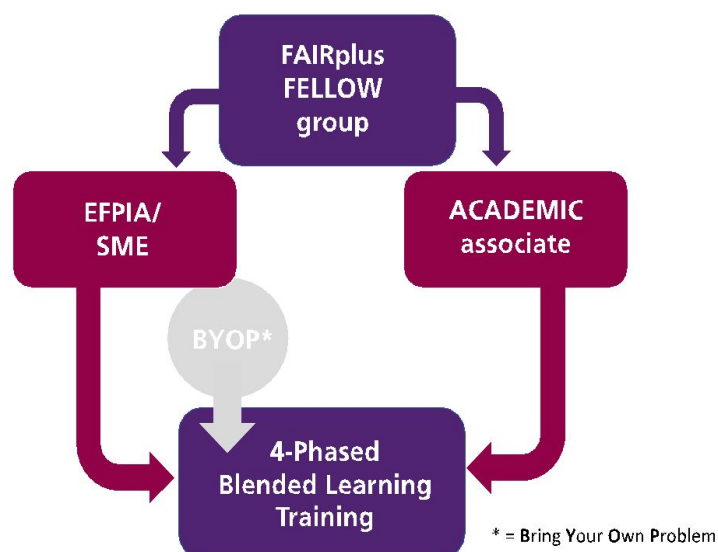 FAIRplus
FELLOW
group
EFPIA/
SME
ACADEMIC
associate
BYOP*
4-Phased
Blended Learning
Training
* = Bring Your Own Problem